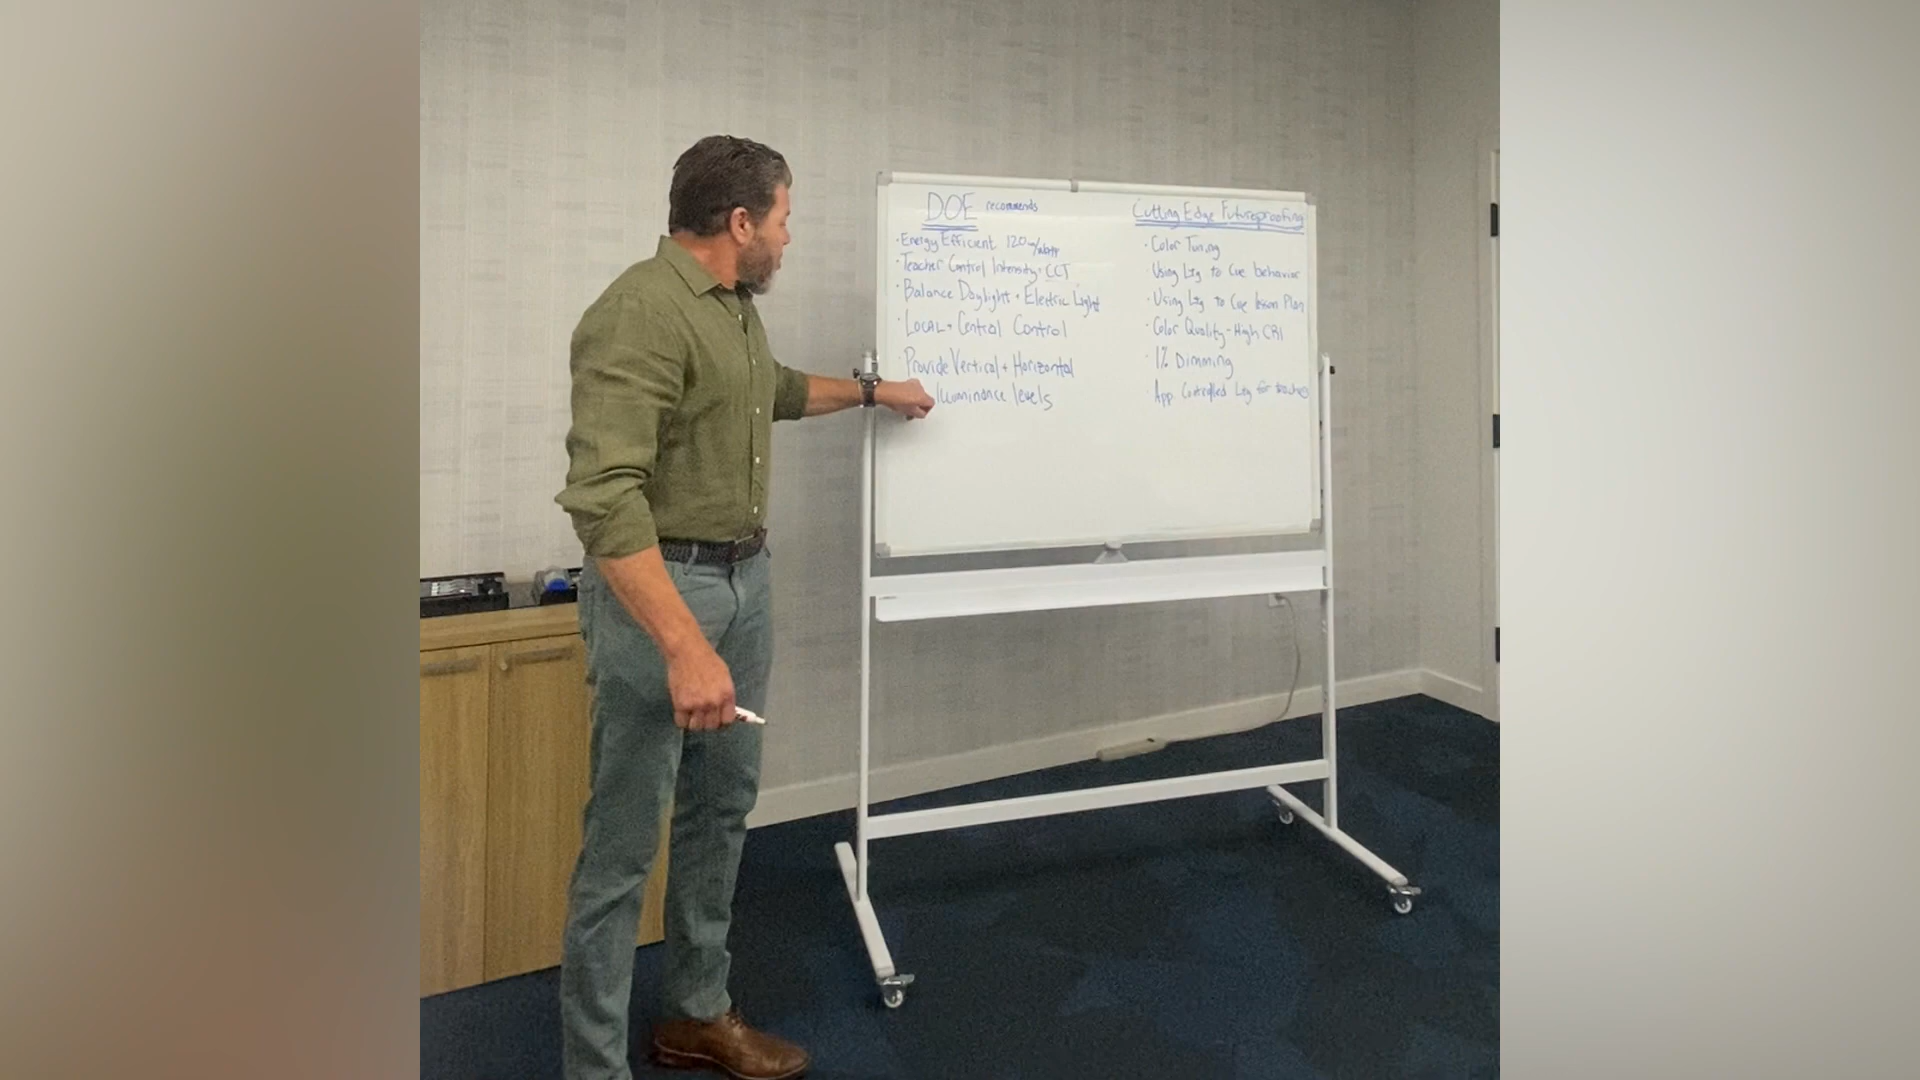 DOE recommends
· Energy Efficient 120 lm/watt
· Teacher Control Intensity + CCT
· Balance Daylight + Electric Light
· LOCAL + Central Control
· Provide Vertical + Horizontal
Illuminance levels
Cutting Edge Futureproofing
· Color Tuning
· Using Ltg to Cue behavior
· Using Ltg to Cue lesson Plan
· Color Quality - High CRI
· 1% Dimming
· App Controlled Ltg for teacher